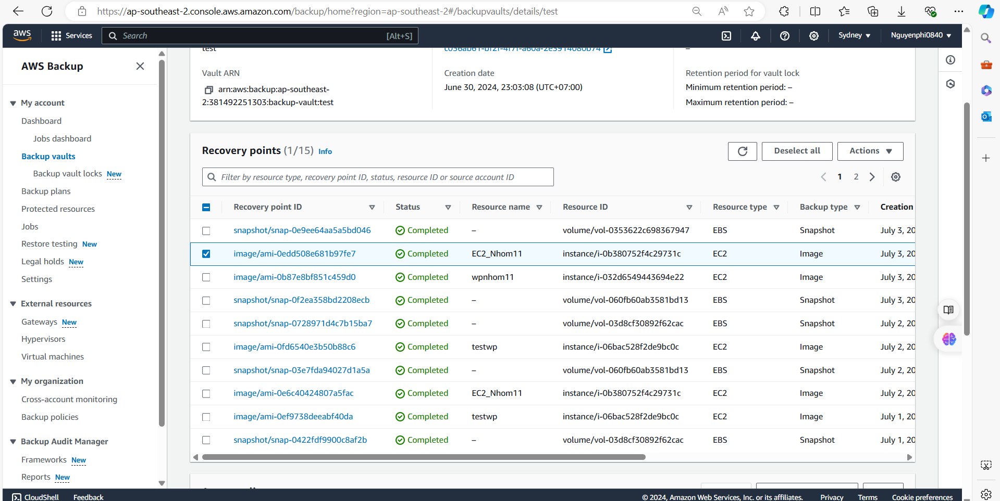 https://ap-southeast-2.console.aws.amazon.com/backup/home?region=ap-southeast-2#/backupvaults/details/test
aws Services Search [Alt+S] Sydney Nguyenphi0840
AWS Backup
My account
Dashboard
Jobs dashboard
Backup vaults
Backup vault locks New
Backup plans
Protected resources
Jobs
Restore testing New
Legal holds New
Settings
External resources
Gateways New
Hypervisors
Virtual machines
My organization
Cross-account monitoring
Backup policies
Backup Audit Manager
Frameworks New
Reports New
test
–
Vault ARN
arn:aws:backup:ap-southeast-
2:381492251303:backup-vault:test
Creation date
June 30, 2024, 23:03:08 (UTC+07:00)
Retention period for vault lock
Minimum retention period: –
Maximum retention period: –
Recovery points (1/15) Info
Deselect all
Actions
Filter by resource type, recovery point ID, status, resource ID or source account ID
1 2
Recovery point ID Status Resource name Resource ID Resource type Backup type Creation
snapshot/snap-0e9ee64aa5a5bd046 Completed – volume/vol-0353622c698367947 EBS Snapshot July 3, 20
image/ami-0edd508e681b97fe7 Completed EC2_Nhom11 instance/i-0b380752f4c29731c EC2 Image July 3, 20
image/ami-0b87e8bf851c459d0 Completed wpnhom11 instance/i-032d6549443694e22 EC2 Image July 3, 20
snapshot/snap-0f2ea358bd2208ecb Completed – volume/vol-060fb60ab3581bd13 EBS Snapshot July 3, 20
snapshot/snap-0728971d4c7b15ba7 Completed – volume/vol-03d8cf30892f62cac EBS Snapshot July 2, 20
image/ami-0fd6540e3b50b88c6 Completed testwp instance/i-06bac528f2de9bc0c EC2 Image July 2, 20
snapshot/snap-03e7fda94027d1a5a Completed – volume/vol-060fb60ab3581bd13 EBS Snapshot July 2, 20
image/ami-0e6c40424807a5fac Completed EC2_Nhom11 instance/i-0b380752f4c29731c EC2 Image July 2, 20
image/ami-0ef9738deeabf40da Completed testwp instance/i-06bac528f2de9bc0c EC2 Image July 1, 20
snapshot/snap-0422fdf9900c8af2b Completed – volume/vol-03d8cf30892f62cac EBS Snapshot July 1, 20
CloudShell Feedback © 2024, Amazon Web Services, Inc. or its affiliates. Privacy Terms Cookie preferences